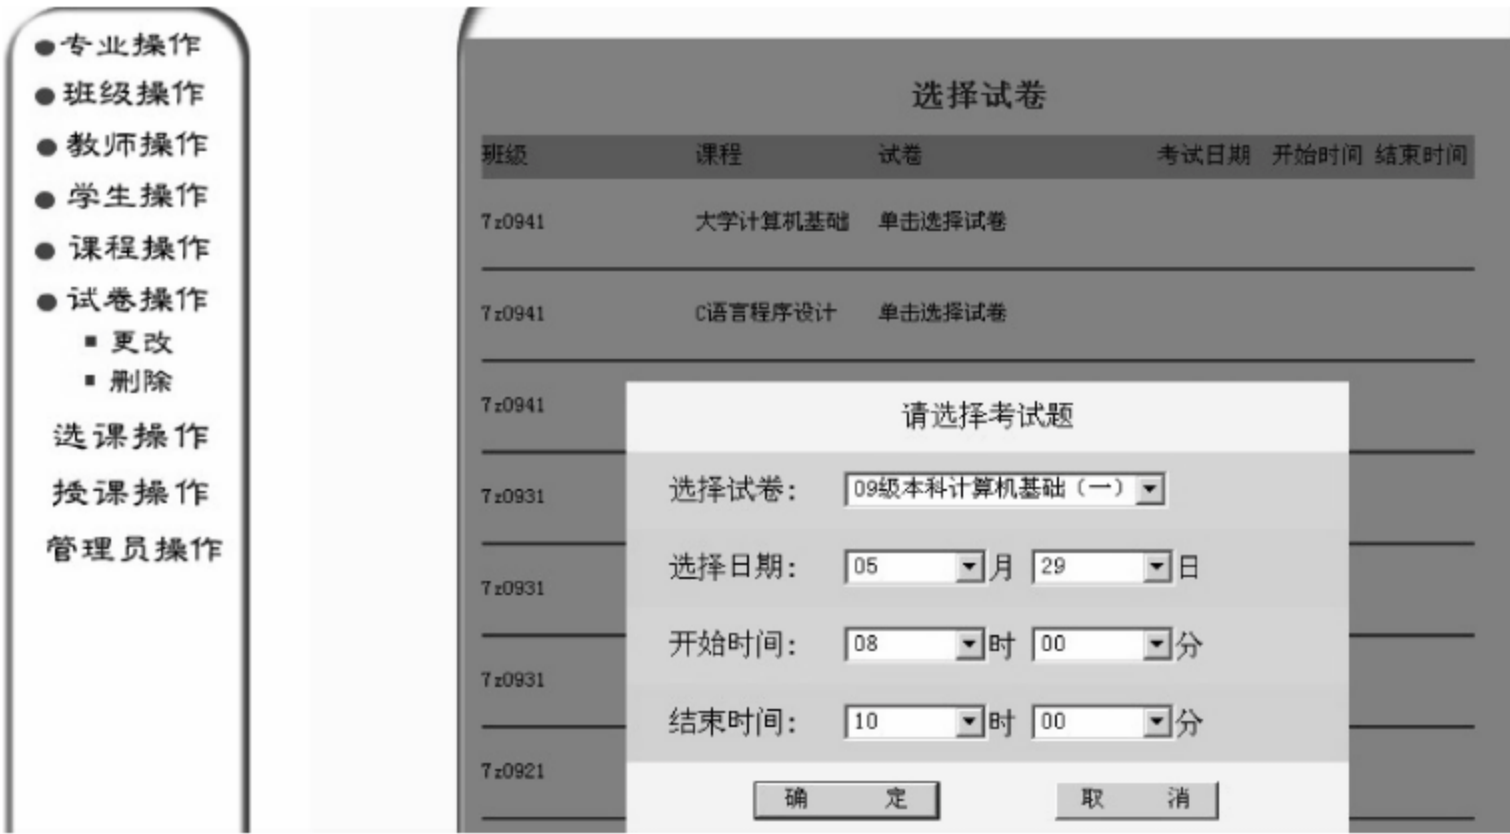 专业操作
班级操作
教师操作
学生操作
课程操作
试卷操作
更改
删除
选课操作
授课操作
管理员操作
选择试卷
班级 课程 试卷 考试日期 开始时间 结束时间
7z0941 大学计算机基础 单击选择试卷
7z0941 C语言程序设计 单击选择试卷
7z0941
7z0931
7z0931
7z0931
7z0921
请选择考试题
选择试卷: 09级本科计算机基础（一）
选择日期: 05 月 29 日
开始时间: 08 时 00 分
结束时间: 10 时 00 分
确 定 取 消